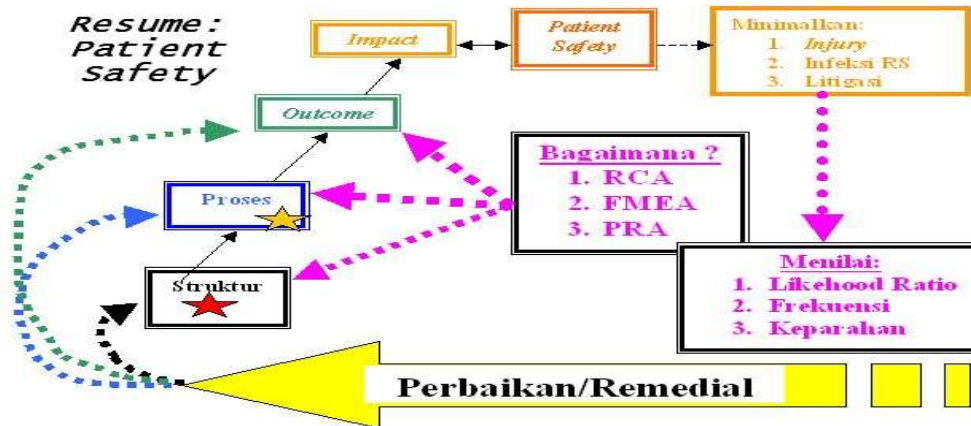 Resume:
Patient
Safety
Impact
Patient
Safety
Minimalkan:
1. Injury
2. Infeksi RS
3. Litigasi
Outcome
Bagaimana ?
1. RCA
2. FMEA
3. PRA
Proses
Struktur
Menilai:
1. Likehood Ratio
2. Frekuensi
3. Keparahan
Perbaikan/Remedial